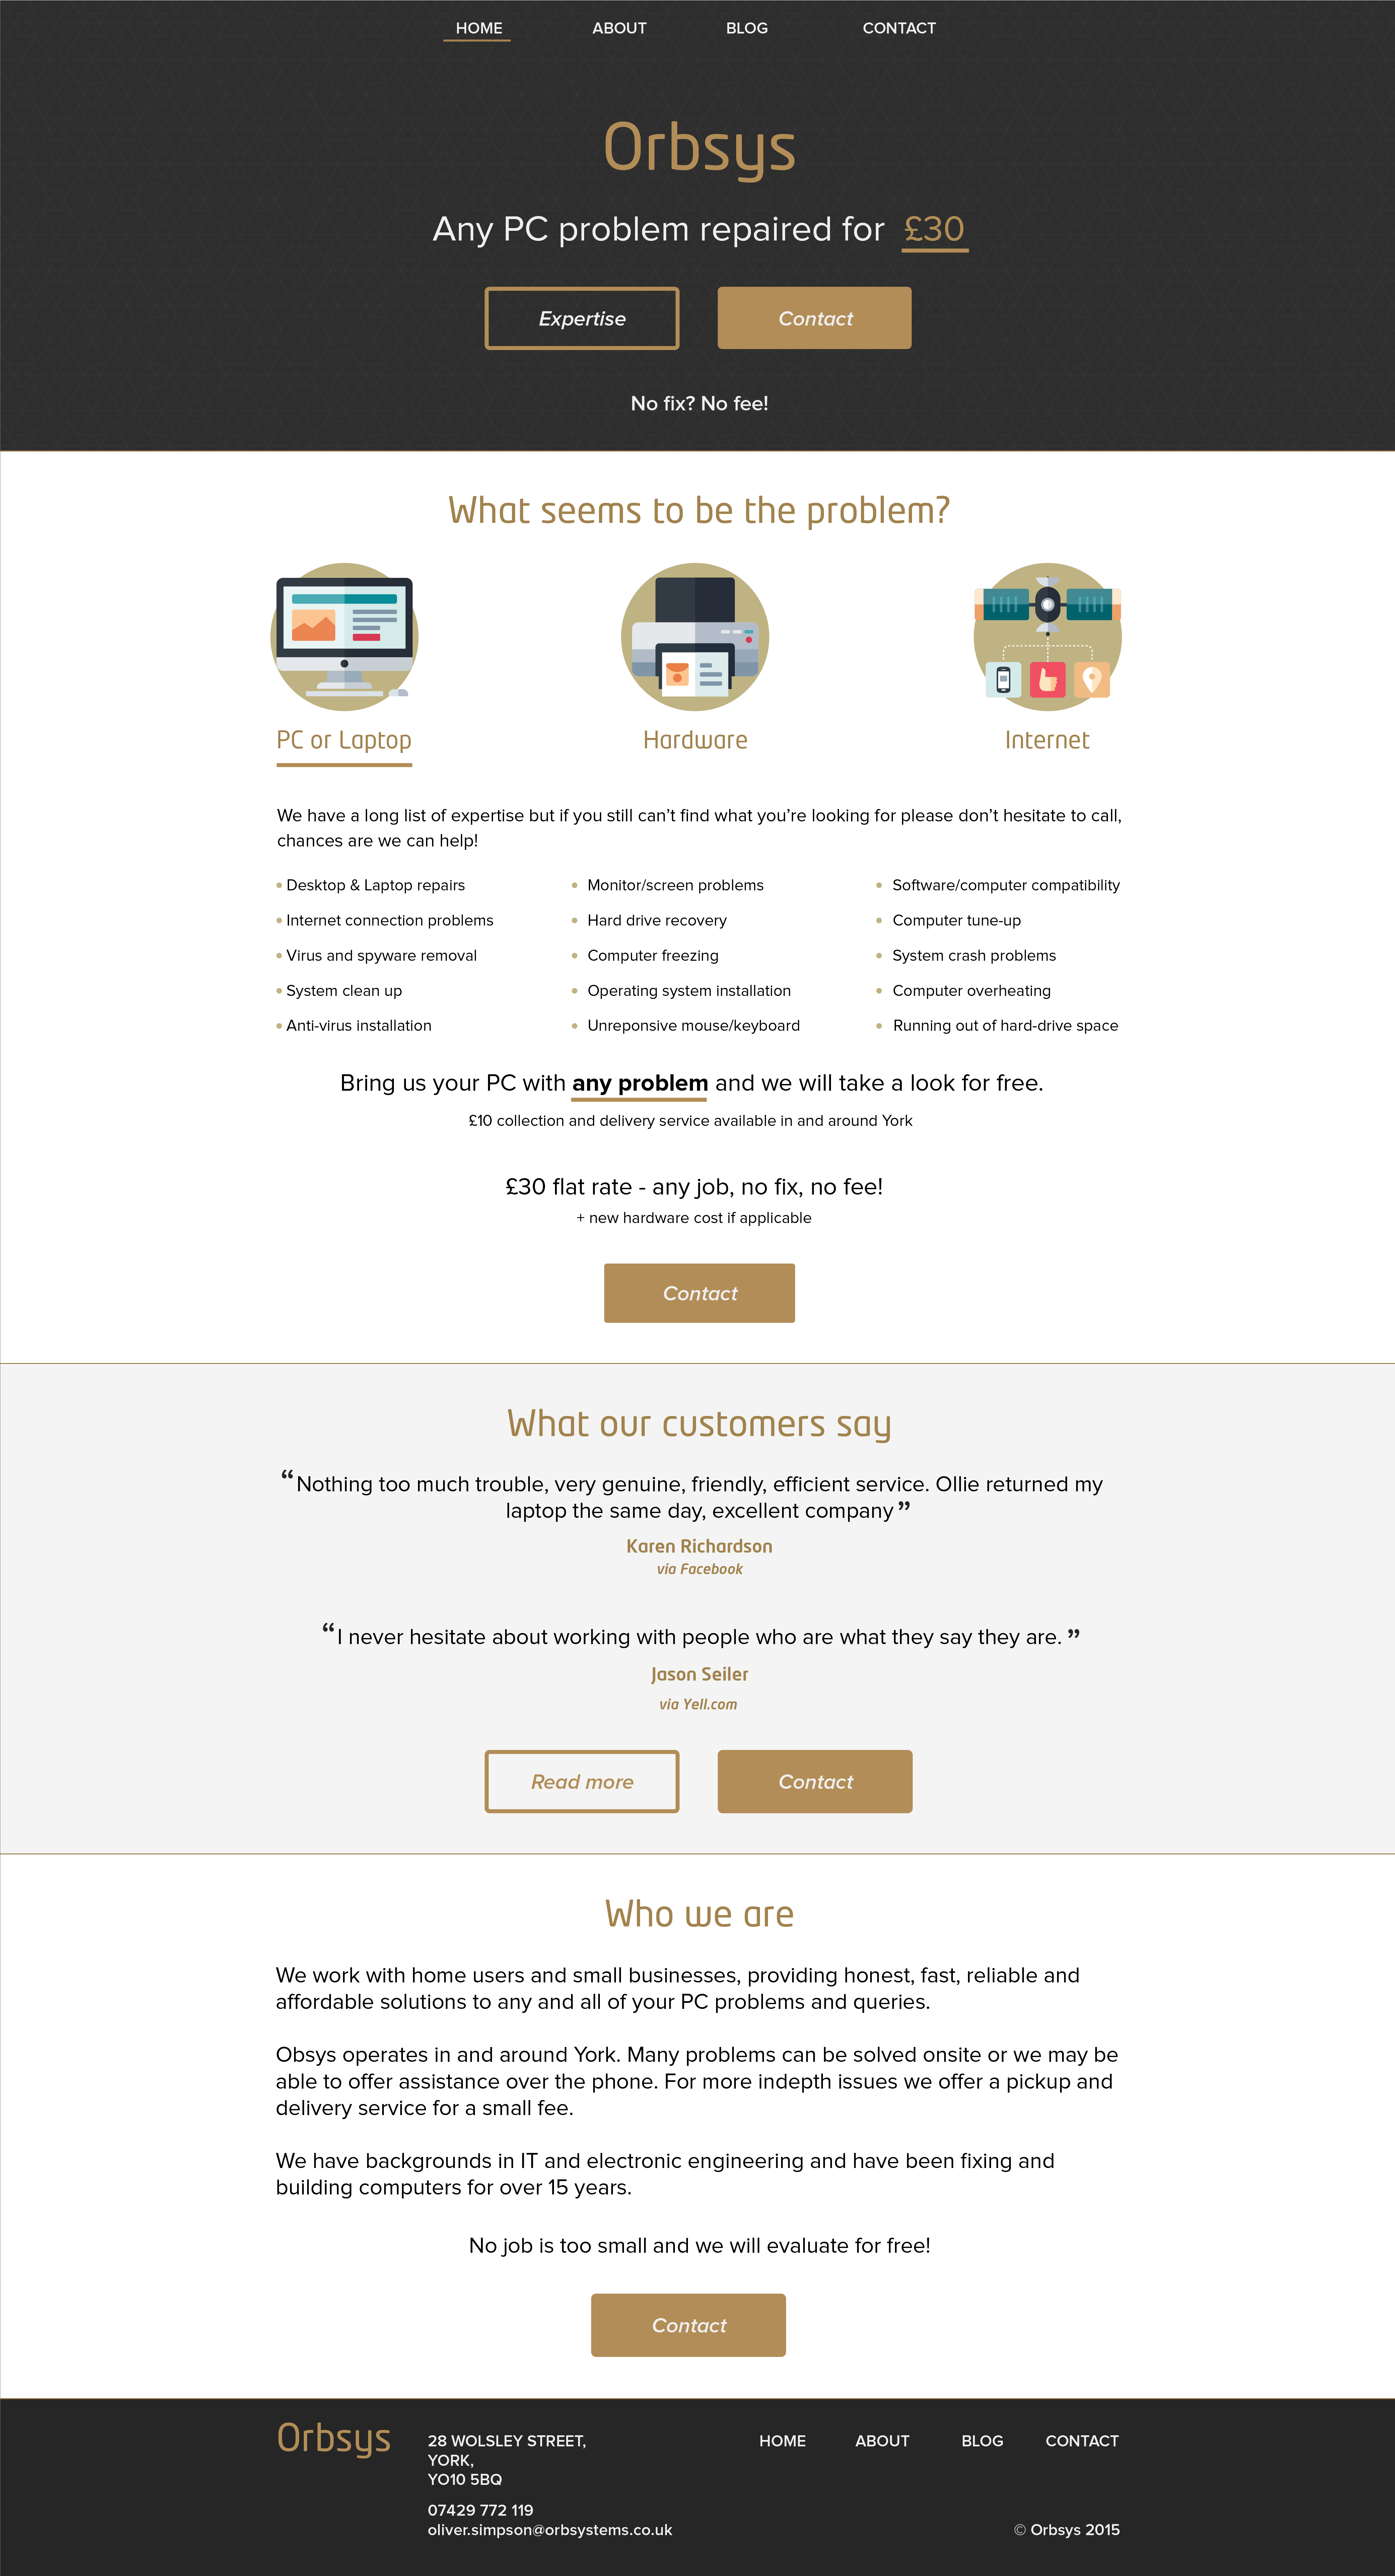 HOME ABOUT BLOG CONTACT
Orbsys
Any PC problem repaired for £30
Expertise Contact
No fix? No fee!
What seems to be the problem?
PC or Laptop Hardware Internet
We have a long list of expertise but if you still can’t find what you’re looking for please don’t hesitate to call,
chances are we can help!
• Desktop & Laptop repairs • Monitor/screen problems • Software/computer compatibility
• Internet connection problems • Hard drive recovery • Computer tune-up
• Virus and spyware removal • Computer freezing • System crash problems
• System clean up • Operating system installation • Computer overheating
• Anti-virus installation • Unreponsive mouse/keyboard • Running out of hard-drive space
Bring us your PC with any problem and we will take a look for free.
£10 collection and delivery service available in and around York
£30 flat rate - any job, no fix, no fee!
+ new hardware cost if applicable
Contact
What our customers say
“Nothing too much trouble, very genuine, friendly, efficient service. Ollie returned my
laptop the same day, excellent company”
Karen Richardson
via Facebook
“I never hesitate about working with people who are what they say they are.”
Jason Seiler
via Yell.com
Read more Contact
Who we are
We work with home users and small businesses, providing honest, fast, reliable and
affordable solutions to any and all of your PC problems and queries.
Obsys operates in and around York. Many problems can be solved onsite or we may be
able to offer assistance over the phone. For more indepth issues we offer a pickup and
delivery service for a small fee.
We have backgrounds in IT and electronic engineering and have been fixing and
building computers for over 15 years.
No job is too small and we will evaluate for free!
Contact
Orbsys
28 WOLSLEY STREET,
YORK,
YO10 5BQ
07429 772 119
oliver.simpson@orbsystems.co.uk
HOME ABOUT BLOG CONTACT
© Orbsys 2015